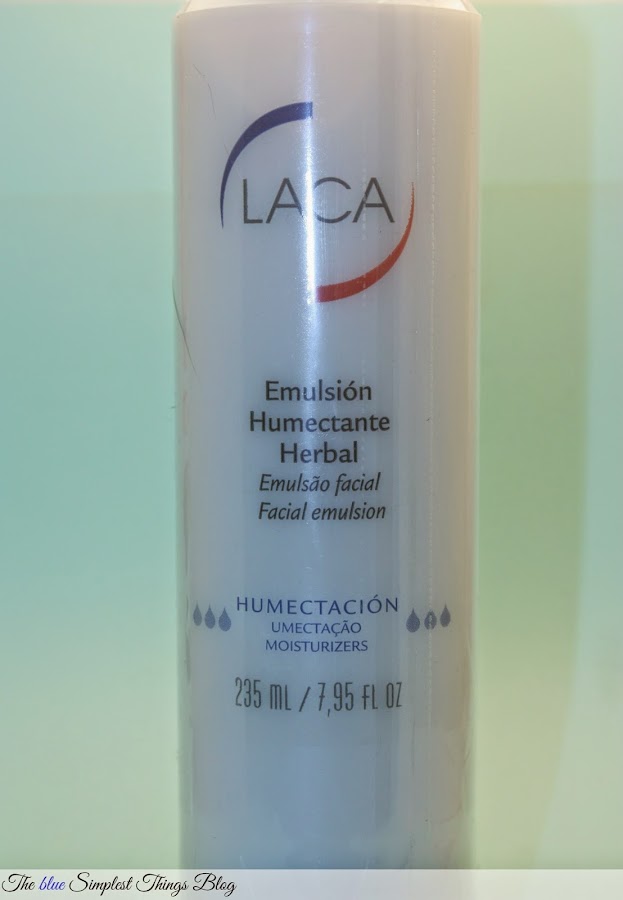 LACA
Emulsión
Humectante
Herbal
Emulsão facial
Facial emulsion
HUMECTACIÓN
UMECTAÇÃO
MOISTURIZERS
235 mL / 7,95 fL OZ
The blue Simplest Things Blog